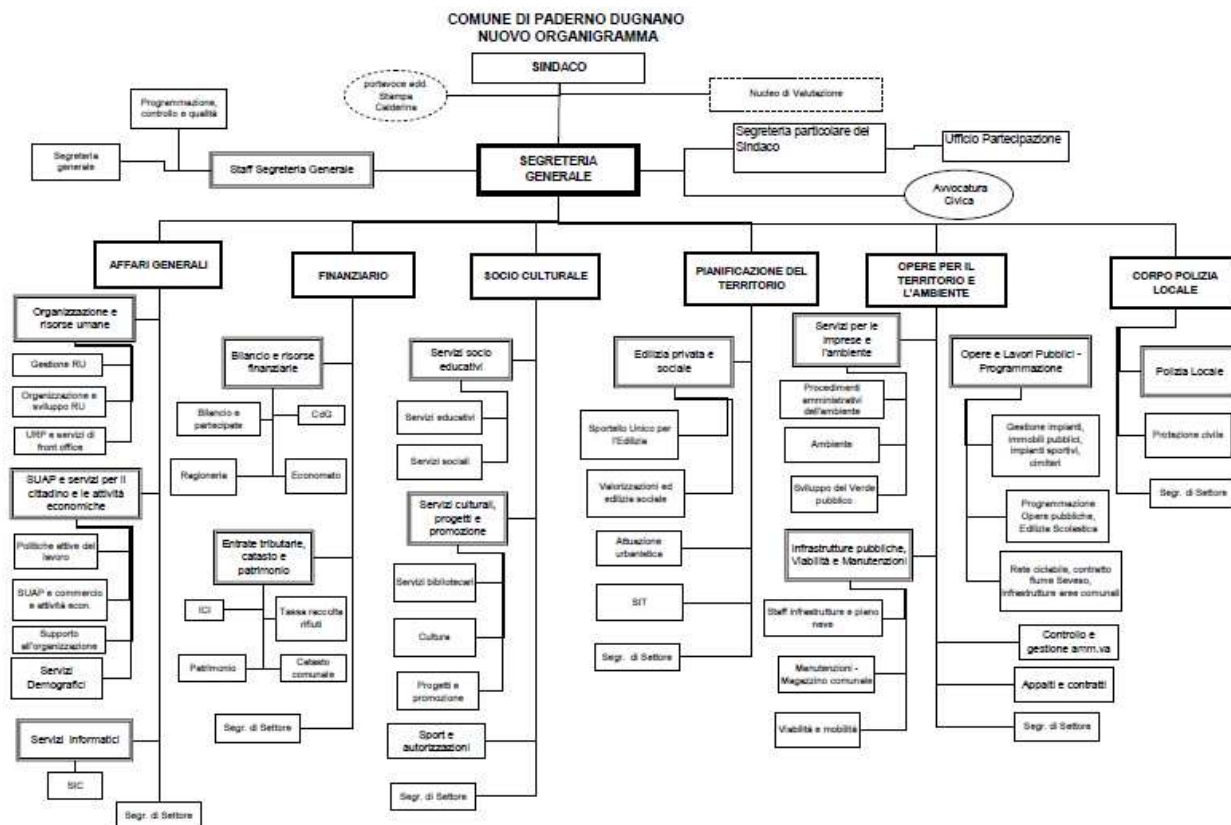 COMUNE DI PADERNO DUGNANO
NUOVO ORGANIGRAMMA
SINDACO
portavoce add.
Stampa
Calderina
Nucleo di Valutazione
Programmazione,
controllo e qualità
Segreteria
generale
Staff Segreteria Generale
SEGRETERIA
GENERALE
Segreteria particolare del
Sindaco
Ufficio Partecipazione
Avvocatura
Civica
AFFARI GENERALI
Organizzazione e
risorse umane
Gestione RU
Organizzazione e
sviluppo RU
URP e servizi di
front office
SUAP e servizi per il
cittadino e le attività
economiche
Politiche attive del
lavoro
SUAP e commercio
e attività econ.
Supporto
all'organizzazione
Servizi
Demografici
Servizi Informatici
SIC
Segr. di Settore
FINANZIARIO
Bilancio e risorse
finanziarie
Bilancio e
partecipate
CdG
Ragioneria
Economato
Entrate tributarie,
catasto e
patrimonio
ICI
Tassa raccolta
rifiuti
Patrimonio
Catasto
comunale
Segr. di Settore
SOCIO CULTURALE
Servizi socio
educativi
Servizi educativi
Servizi sociali
Servizi culturali,
progetti e
promozione
Servizi bibliotecari
Cultura
Progetti e
promozione
Sport e
autorizzazioni
Segr. di Settore
PIANIFICAZIONE DEL
TERRITORIO
Edilizia privata e
sociale
Sportello Unico per
l'Edilizia
Valorizzazioni ed
edilizia sociale
Attuazione
urbanistica
SIT
Segr. di Settore
OPERE PER IL
TERRITORIO E
L'AMBIENTE
Servizi per le
imprese e
l'ambiente
Procedimenti
amministrativi
dell'ambiente
Ambiente
Sviluppo del Verde
pubblico
Infrastrutture pubbliche,
Viabilità e Manutenzioni
Staff infrastrutture e piano
neve
Manutenzioni -
Magazzino comunale
Viabilità e mobilità
Opere e Lavori Pubblici -
Programmazione
Gestione impianti,
immobili pubblici,
impianti sportivi,
cimiteri
Programmazione
Opere pubbliche,
Edilizia Scolastica
Rete ciclabile, contratto
fiume Seveso,
infrastrutture aree comunali
Controllo e
gestione amm.va
Appalti e contratti
Segr. di Settore
CORPO POLIZIA
LOCALE
Polizia Locale
Protezione civile
Segr. di Settore